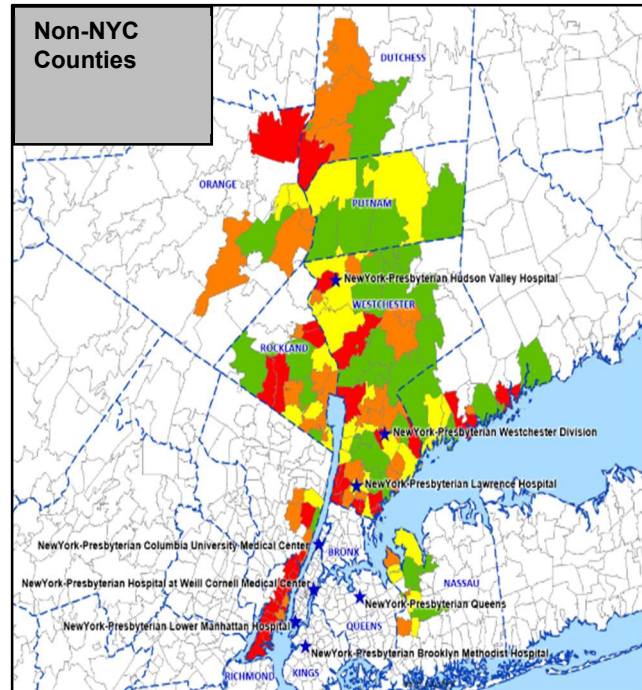 Non-NYC
Counties
DUTCHESS
ORANGE
PUTNAM
NewYork-Presbyterian Hudson Valley Hospital
WESTCHESTER
ROCKLAND
NewYork-Presbyterian Westchester Division
NewYork-Presbyterian Lawrence Hospital
NewYork-Presbyterian Columbia University Medical Center
BRONX
NASSAU
NewYork-Presbyterian Hospital at Weill Cornell Medical Center
NewYork-Presbyterian Queens
NewYork-Presbyterian Lower Manhattan Hospital
QUEENS
NewYork-Presbyterian Brooklyn Methodist Hospital
RICHMOND
KINGS